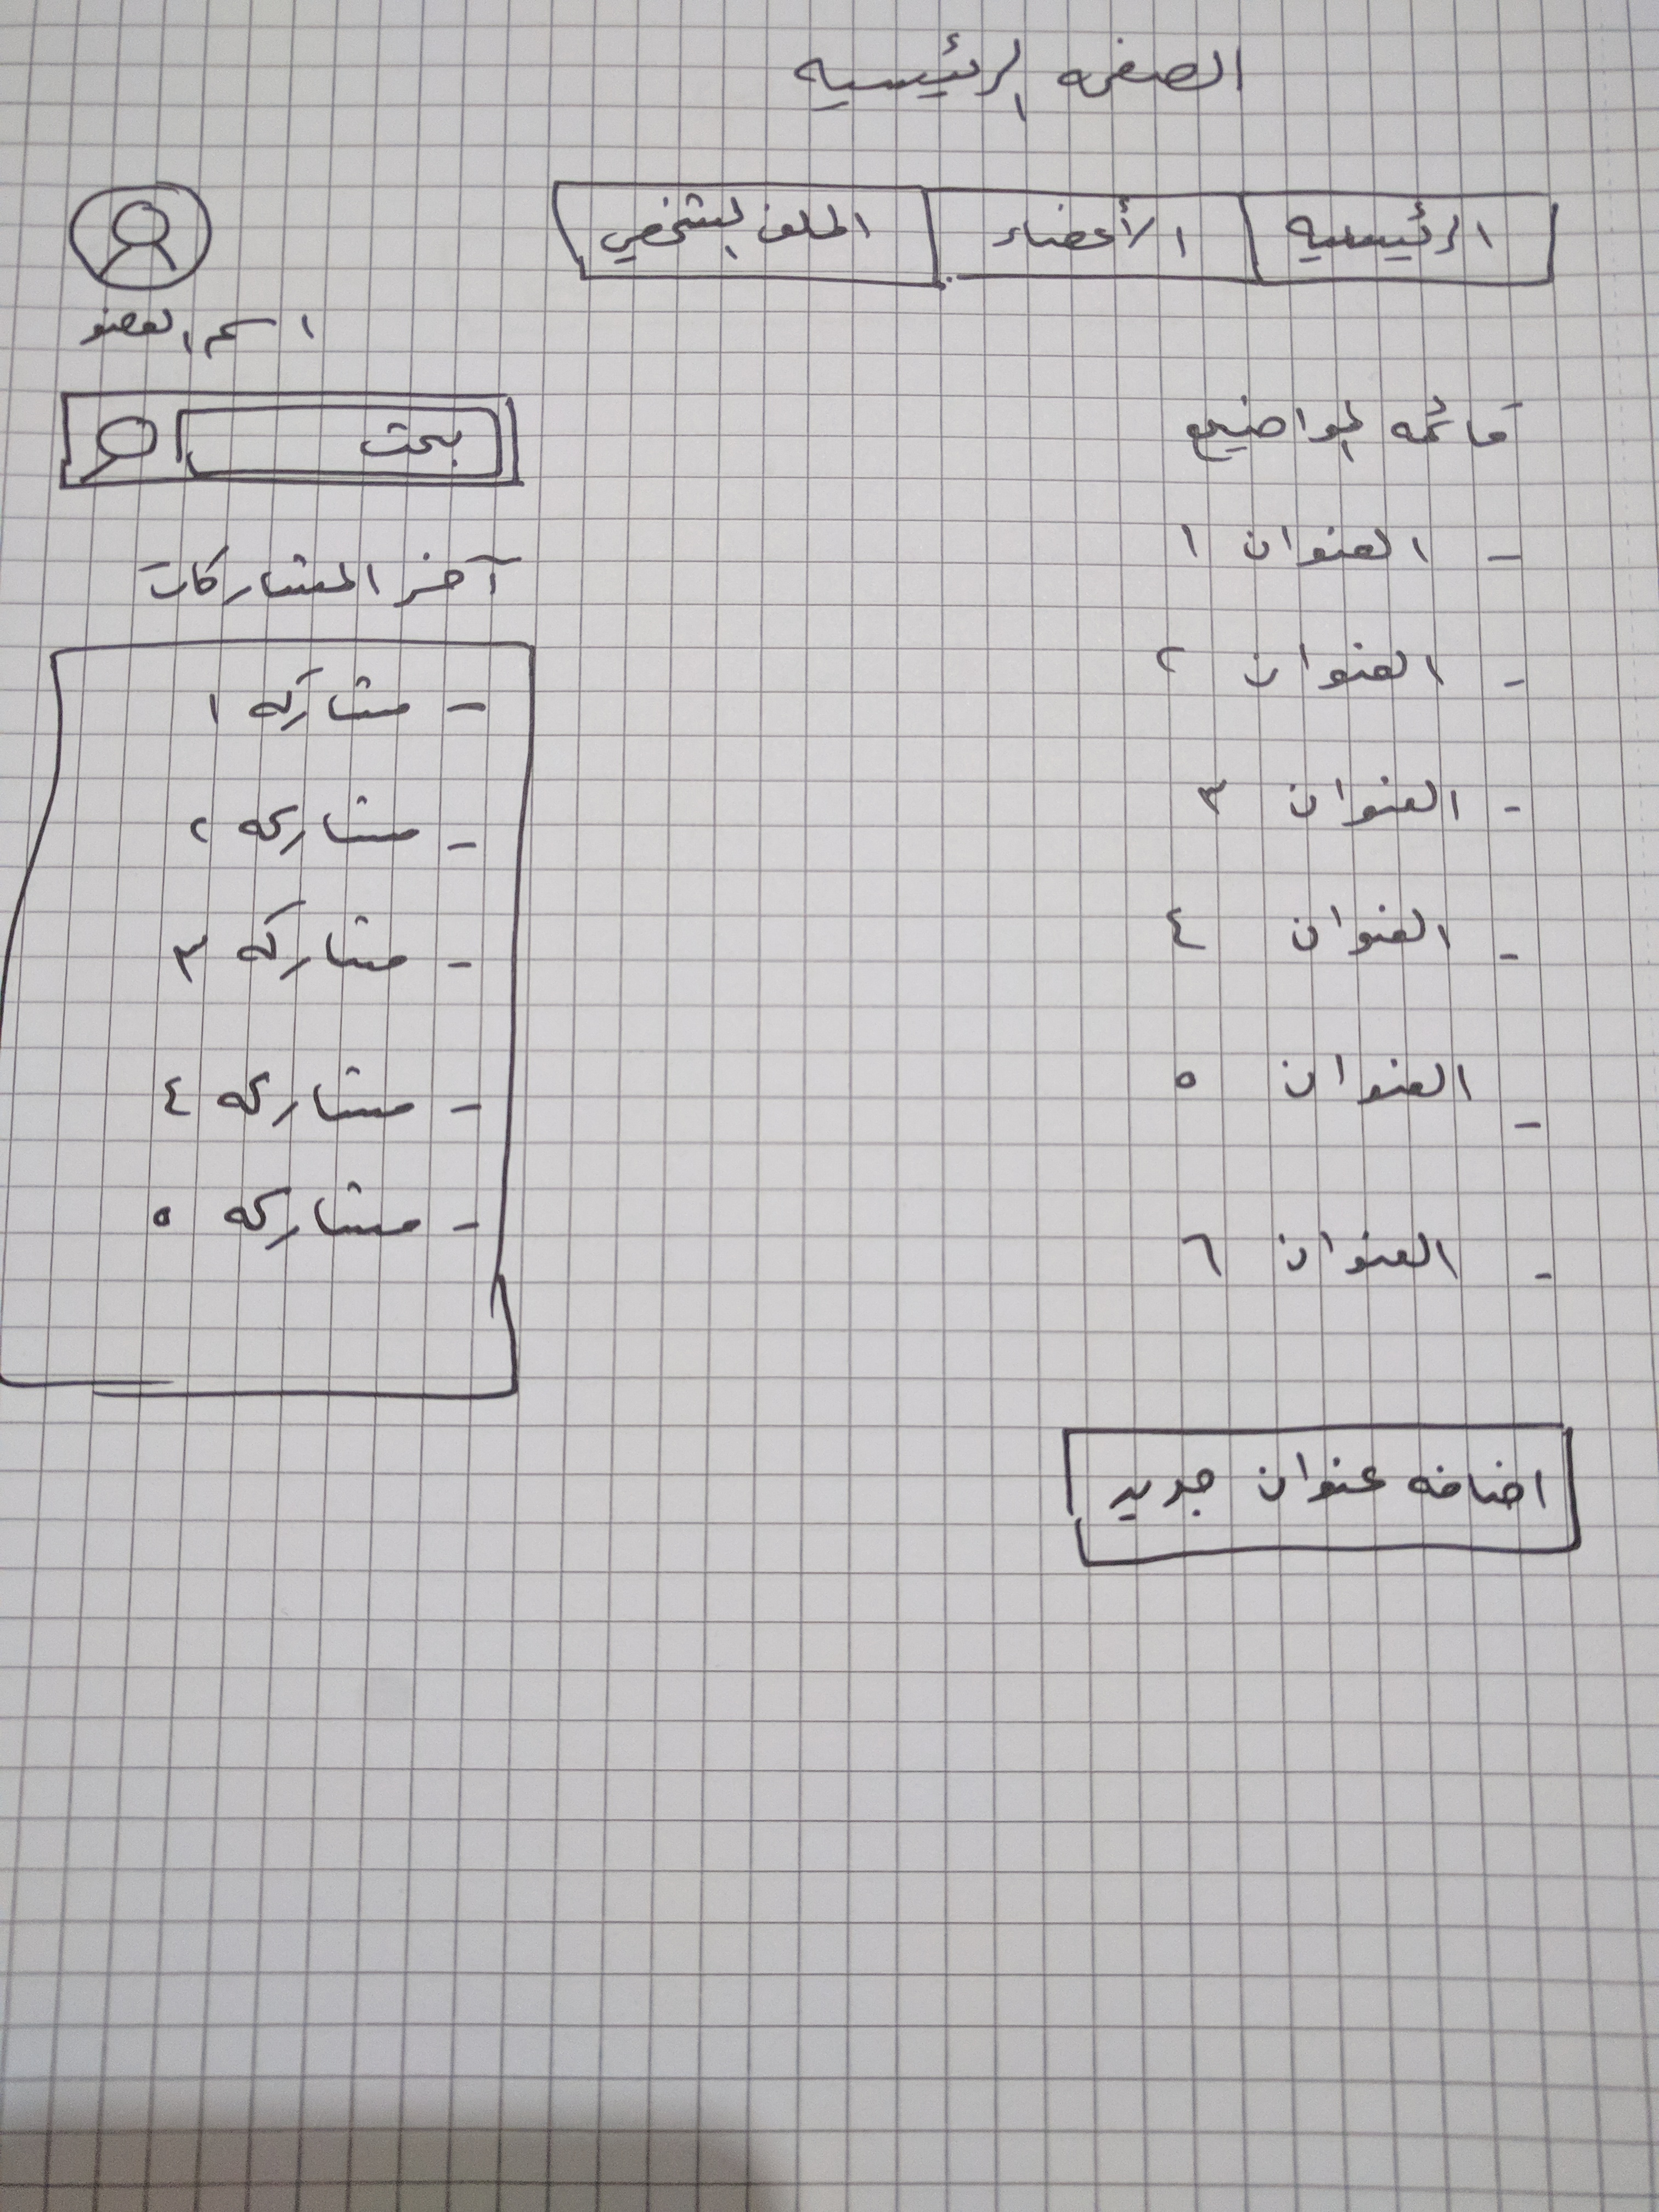 الصفحه الرئيسيه
الرئيسيه الأعضاء الملف الشخصي
اسم العضو
بحث
قائمه المواضيع
- العنوان ١
- العنوان ٢
- العنوان ٣
- العنوان ٤
- العنوان ٥
- العنوان ٦
اضافه عنوان جديد
آخر المشاركات
- مشاركه ١
- مشاركه ٢
- مشاركه ٣
- مشاركه ٤
- مشاركه ٥